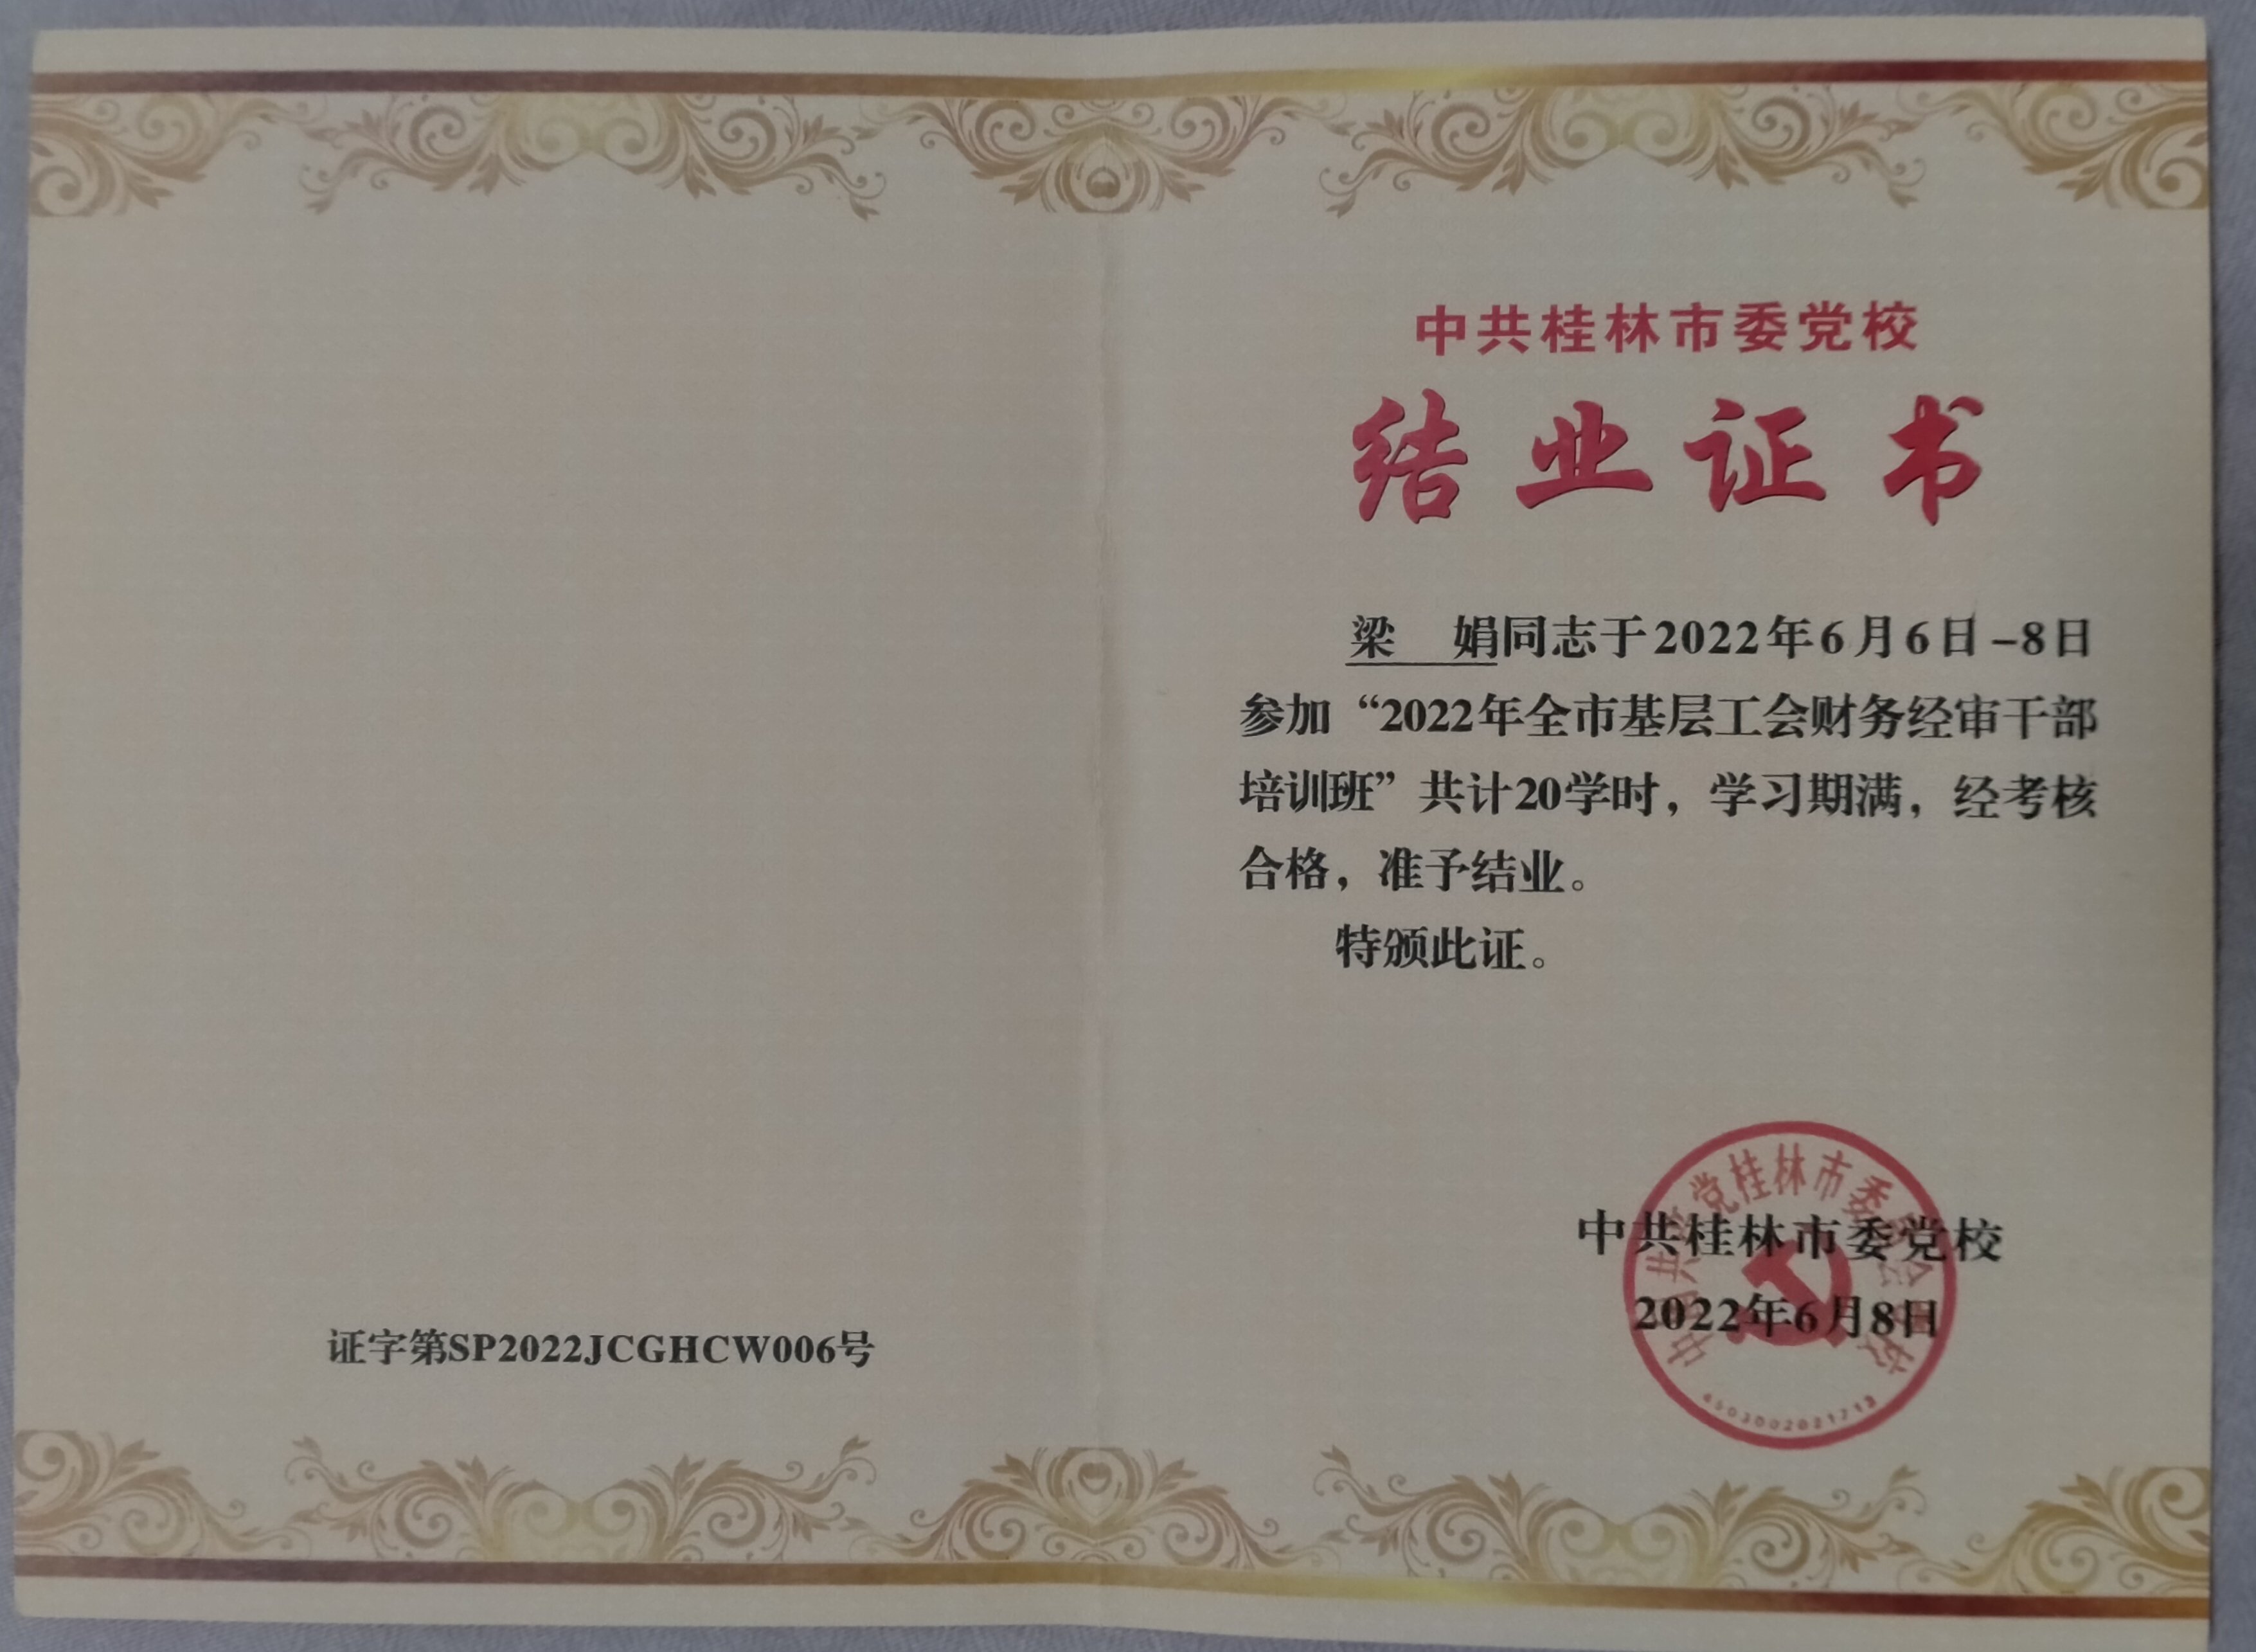 中共桂林市委党校
结业证书
梁 娟同志于2022年6月6日-8日
参加“2022年全市基层工会财务经审干部
培训班”共计20学时，学习期满，经考核
合格，准予结业。
特颁此证。
中共桂林市委党校
2022年6月8日
证字第SP2022JCGHCW006号